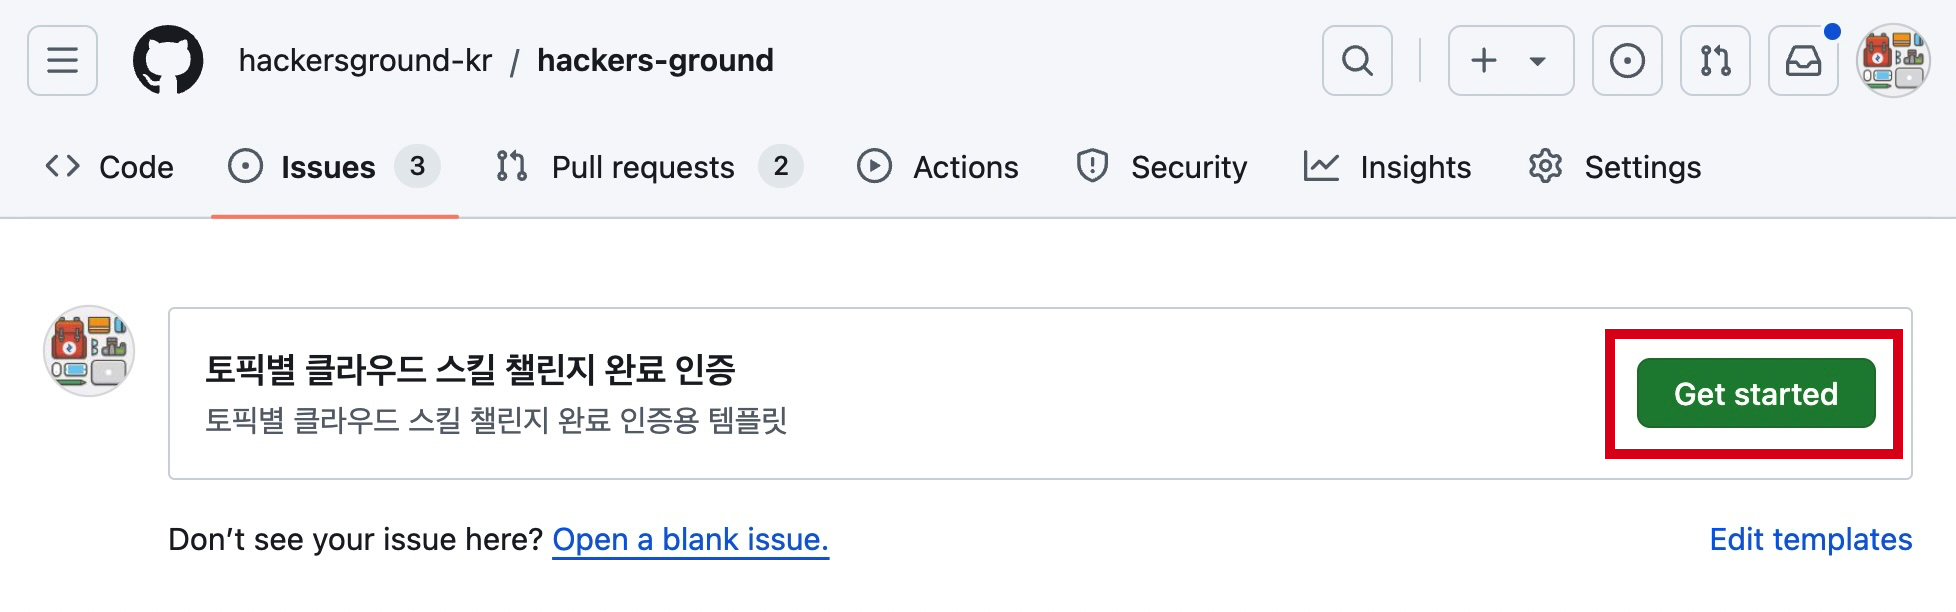 hackersground-kr / hackers-ground
Code Issues 3 Pull requests 2 Actions Security Insights Settings
토픽별 클라우드 스킬 챌린지 완료 인증
토픽별 클라우드 스킬 챌린지 완료 인증용 템플릿
Get started
Don’t see your issue here? Open a blank issue.
Edit templates